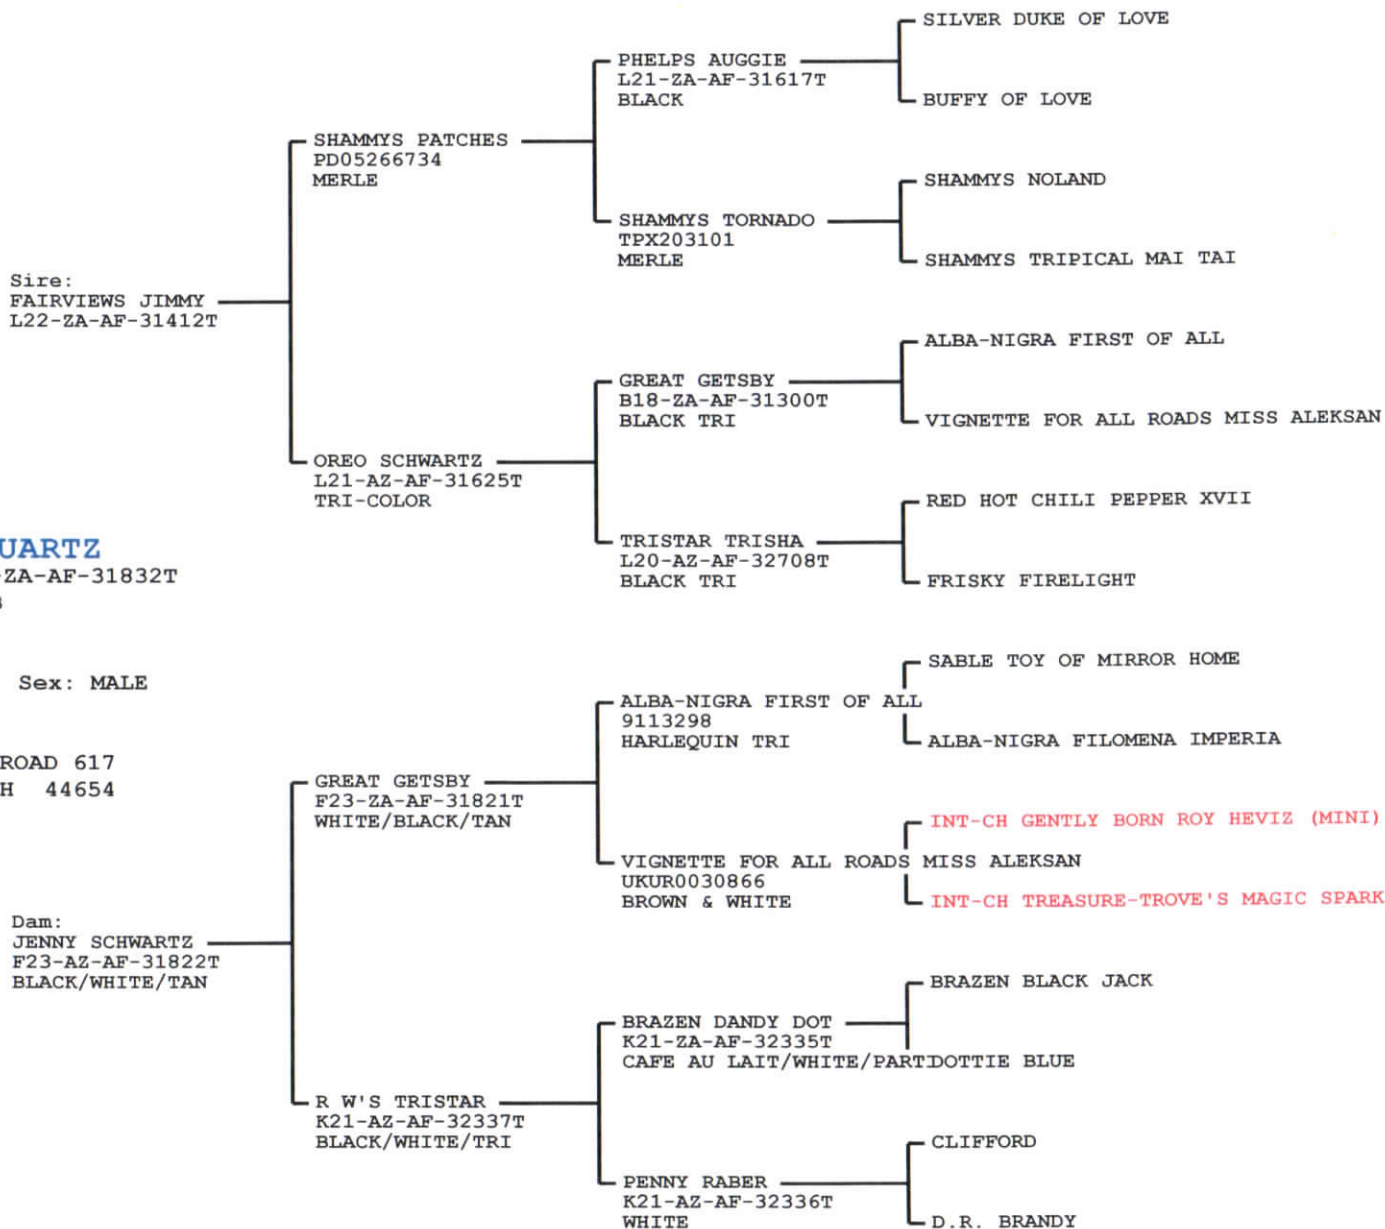 SILVER DUKE OF LOVE
PHELPS AUGGIE
L21-ZA-AF-31617T
BLACK
BUFFY OF LOVE
SHAMMYS PATCHES
PD05266734
MERLE
SHAMMYS NOLAND
SHAMMYS TORNADO
TPX203101
MERLE
SHAMMYS TRIPICAL MAI TAI
Sire:
FAIRVIEWS JIMMY
L22-ZA-AF-31412T
ALBA-NIGRA FIRST OF ALL
GREAT GETSBY
B18-ZA-AF-31300T
BLACK TRI
VIGNETTE FOR ALL ROADS MISS ALEKSAN
OREO SCHWARTZ
L21-AZ-AF-31625T
TRI-COLOR
RED HOT CHILI PEPPER XVII
TRISTAR TRISHA
L20-AZ-AF-32708T
BLACK TRI
FRISKY FIRELIGHT
UARTZ
ZA-AF-31832T
Sex: MALE
ROAD 617
H 44654
SABLE TOY OF MIRROR HOME
ALBA-NIGRA FIRST OF ALL
9113298
HARLEQUIN TRI
ALBA-NIGRA FILOMENA IMPERIA
GREAT GETSBY
F23-ZA-AF-31821T
WHITE/BLACK/TAN
INT-CH GENTLY BORN ROY HEVIZ (MINI)
VIGNETTE FOR ALL ROADS MISS ALEKSAN
UKUR0030866
BROWN & WHITE
INT-CH TREASURE-TROVE'S MAGIC SPARK
Dam:
JENNY SCHWARTZ
F23-AZ-AF-31822T
BLACK/WHITE/TAN
BRAZEN BLACK JACK
BRAZEN DANDY DOT
K21-ZA-AF-32335T
CAFE AU LAIT/WHITE/PARTI
DOTTIE BLUE
R W'S TRISTAR
K21-AZ-AF-32337T
BLACK/WHITE/TRI
CLIFFORD
PENNY RABER
K21-AZ-AF-32336T
WHITE
D.R. BRANDY